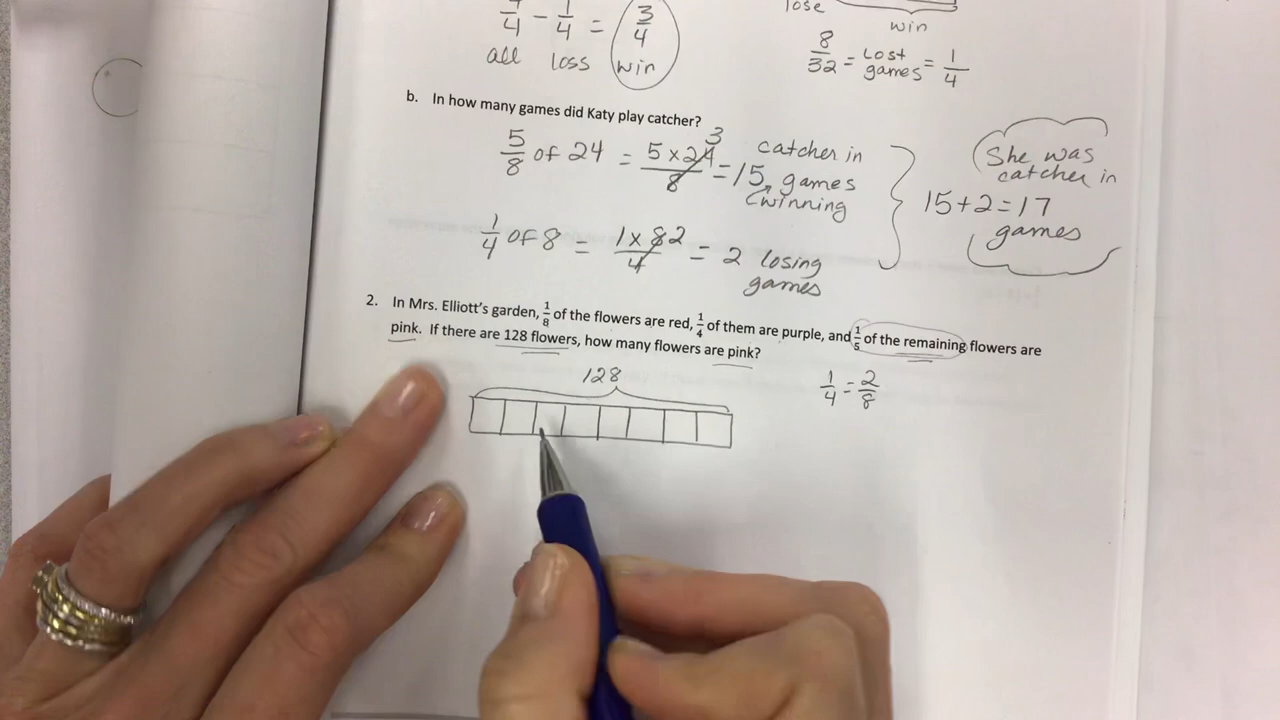 4/4 - 1/4 = 3/4
all loss win
lose
win
8/32 = Lost games = 1/4
b. In how many games did Katy play catcher?
5/8 of 24 = 5 x 24/8 = 15 catcher in
3
games
winning
1/4 of 8 = 1 x 8/4 = 2 losing
2
games
She was
catcher in
15 + 2 = 17
games
2. In Mrs. Elliott's garden, 1/8 of the flowers are red, 1/4 of them are purple, and 1/5 of the remaining flowers are
pink. If there are 128 flowers, how many flowers are pink?
128
1/4 = 2/8